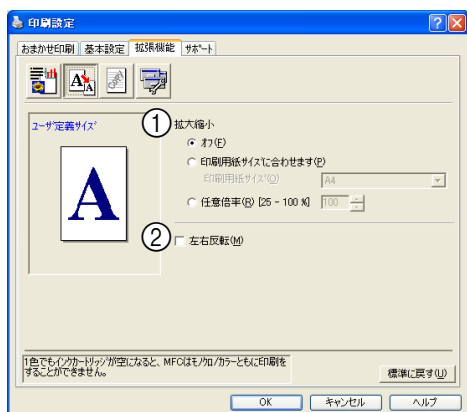 印刷設定
おまかせ印刷 基本設定 拡張機能 サポート
ユーザ定義サイズ
A
① 拡大縮小
オフ(F)
印刷用紙サイズに合わせます(P)
印刷用紙サイズ(O) A4
任意倍率(R) [25 - 100 %] 100
② 左右反転(M)
1色でもインクカートリッジが空になると、MFCはモノクロ/カラーともに印刷を
することができません。
標準に戻す(U)
OK キャンセル ヘルプ